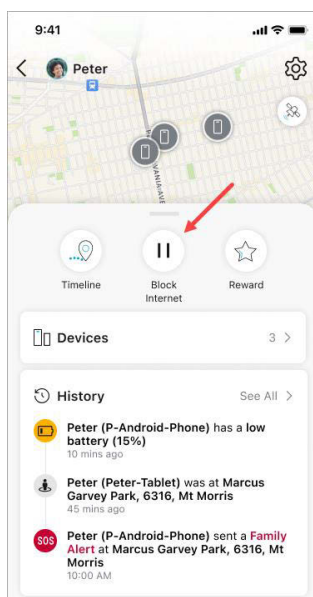 9:41
Peter
VANIA AVE
Timeline
Block
Internet
Reward
Devices
3
History
See All
Peter (P-Android-Phone) has a low
battery (15%)
10 mins ago
Peter (Peter-Tablet) was at Marcus
Garvey Park, 6316, Mt Morris
45 mins ago
SOS
Peter (P-Android-Phone) sent a Family
Alert at Marcus Garvey Park, 6316, Mt
Morris
10:00 AM